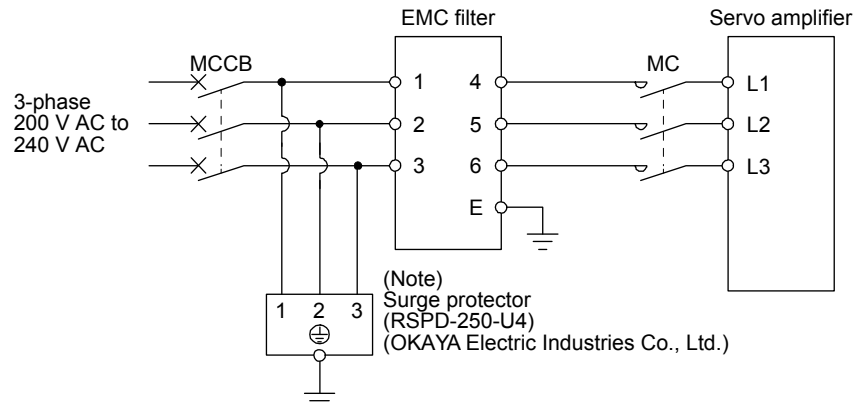 EMC filter
Servo amplifier
MCCB
MC
3-phase
200 V AC to
240 V AC
1
4
L1
2
5
L2
3
6
L3
E
(Note)
1 2 3
Surge protector
(RSPD-250-U4)
(OKAYA Electric Industries Co., Ltd.)